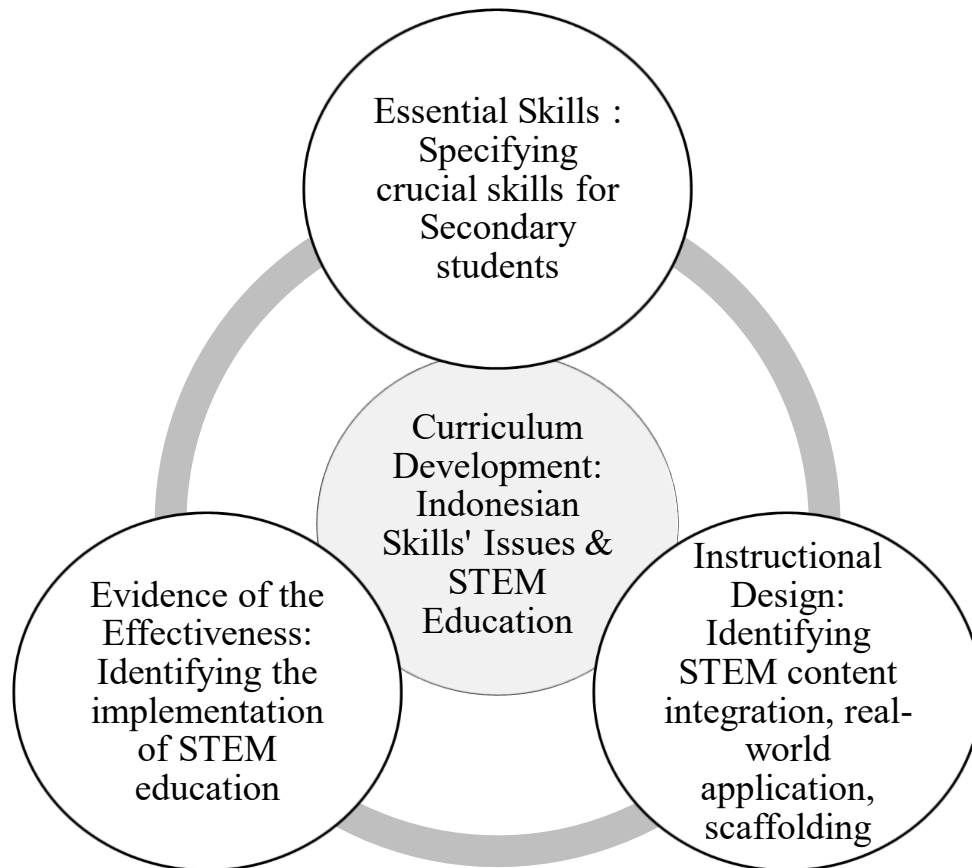 Essential Skills :
Specifying
crucial skills for
Secondary
students
Curriculum
Development:
Indonesian
Skills' Issues &
STEM
Education
Evidence of the
Effectiveness:
Identifying the
implementation
of STEM
education
Instructional
Design:
Identifying
STEM content
integration, real-
world
application,
scaffolding